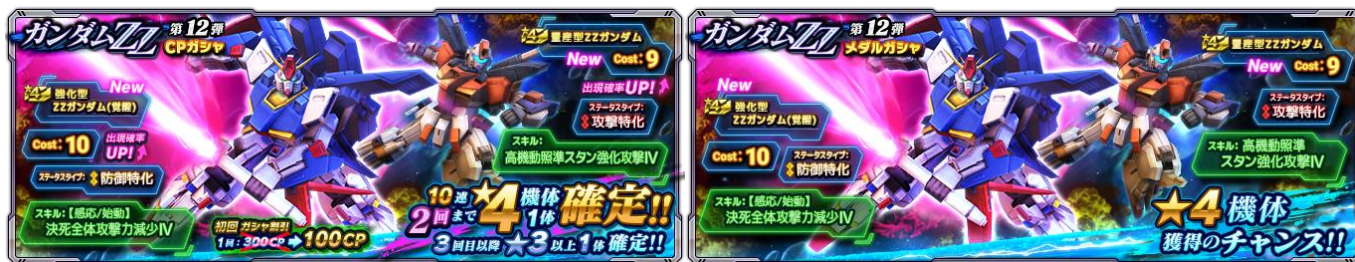 ガンダムZZ 第12弾
CPガシャ
New
★4 強化型
ZZガンダム(覚醒)
Cost: 10
出現確率
UP!
ステータスタイプ:
防御特化
スキル:【感応/始動】
決死全体攻撃力減少Ⅳ
★4 量産型ZZガンダム
New Cost: 9
出現確率UP!
ステータスタイプ:
攻撃特化
スキル:
高機動照準スタン強化攻撃Ⅳ
初回 ガシャ割引
1回: 300CP→100CP
10連
2回まで★4機体1体確定!!
3回目以降★3以上1体確定!!
ガンダムZZ 第12弾
メダルガシャ
New
★4 強化型
ZZガンダム(覚醒)
Cost: 10
ステータスタイプ:
防御特化
スキル:【感応/始動】
決死全体攻撃力減少Ⅳ
★4 量産型ZZガンダム
New Cost: 9
ステータスタイプ:
攻撃特化
スキル: 高機動照準
スタン強化攻撃Ⅳ
★4機体
獲得のチャンス!!